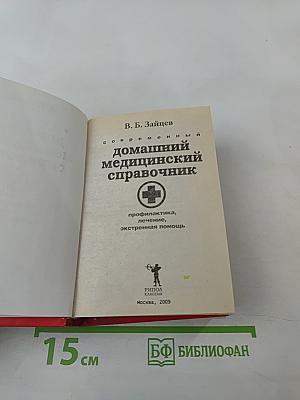 В. Б. Зайцев
современный
домашний
медицинский
справочник
профилактика,
лечение,
экстренная помощь
РИПОЛ
КЛАССИК
Москва, 2009
15 см
БФ БИБЛИОФАН